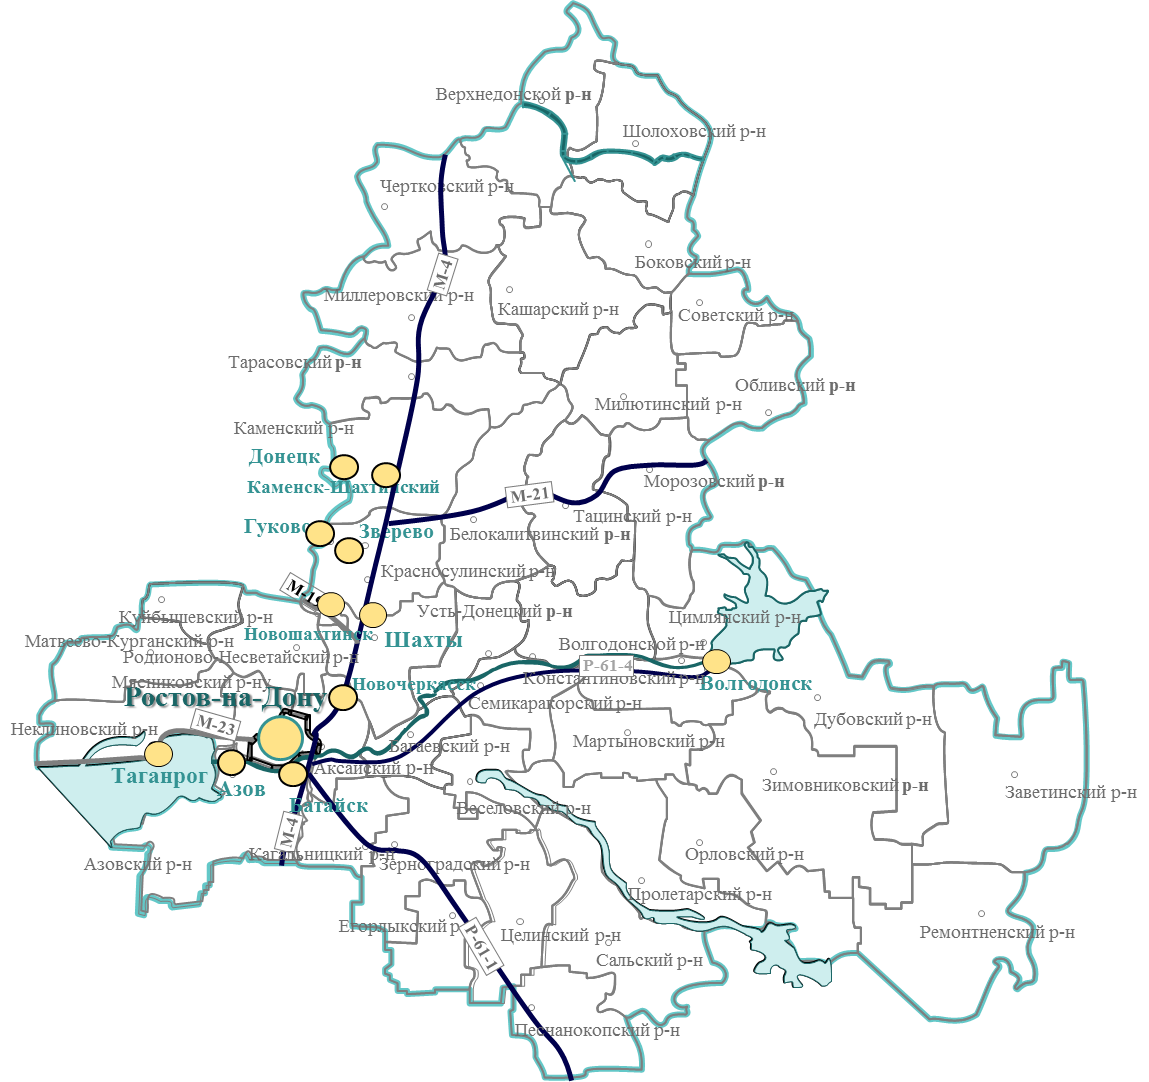 Верхнедонской р-н
Шолоховский р-н
Чертковский р-н
Боковский р-н
М-4
Миллеровский р-н
Кашарский р-н
Советский р-н
Тарасовский р-н
Обливский р-н
Милютинский р-н
Каменский р-н
Донецк
Каменск-Шахтинский
Морозовский р-н
М-21
Тацинский р-н
Гуково
Зверево
Белокалитвинский р-н
Красносулинский р-н
М-19
Усть-Донецкий р-н
Куйбышевский р-н
Цимлянский р-н
Новошахтинск
Шахты
Матвеево-Курганский р-н
Волгодонской р-н
Родионово-Несветайский р-н
Р-61-4
Константиновский р-н
Мясниковский р-ну
Новочеркасск
Волгодонск
Ростов-на-Дону
Семикаракорский р-н
Неклиновский р-н
М-23
Дубовский р-н
Багаевский р-н
Мартыновский р-н
Аксайский р-н
Таганрог
Азов
Зимовниковский р-н
Заветинский р-н
Батайск
Веселовский р-н
М-4
Кагальницкий р-н
Азовский р-н
Зерноградский р-н
Орловский р-н
Пролетарский р-н
Егорлыкский р
Р-61-1
Целинский р-н
Ремонтненский р-н
Сальский р-н
Песчанокопский р-н